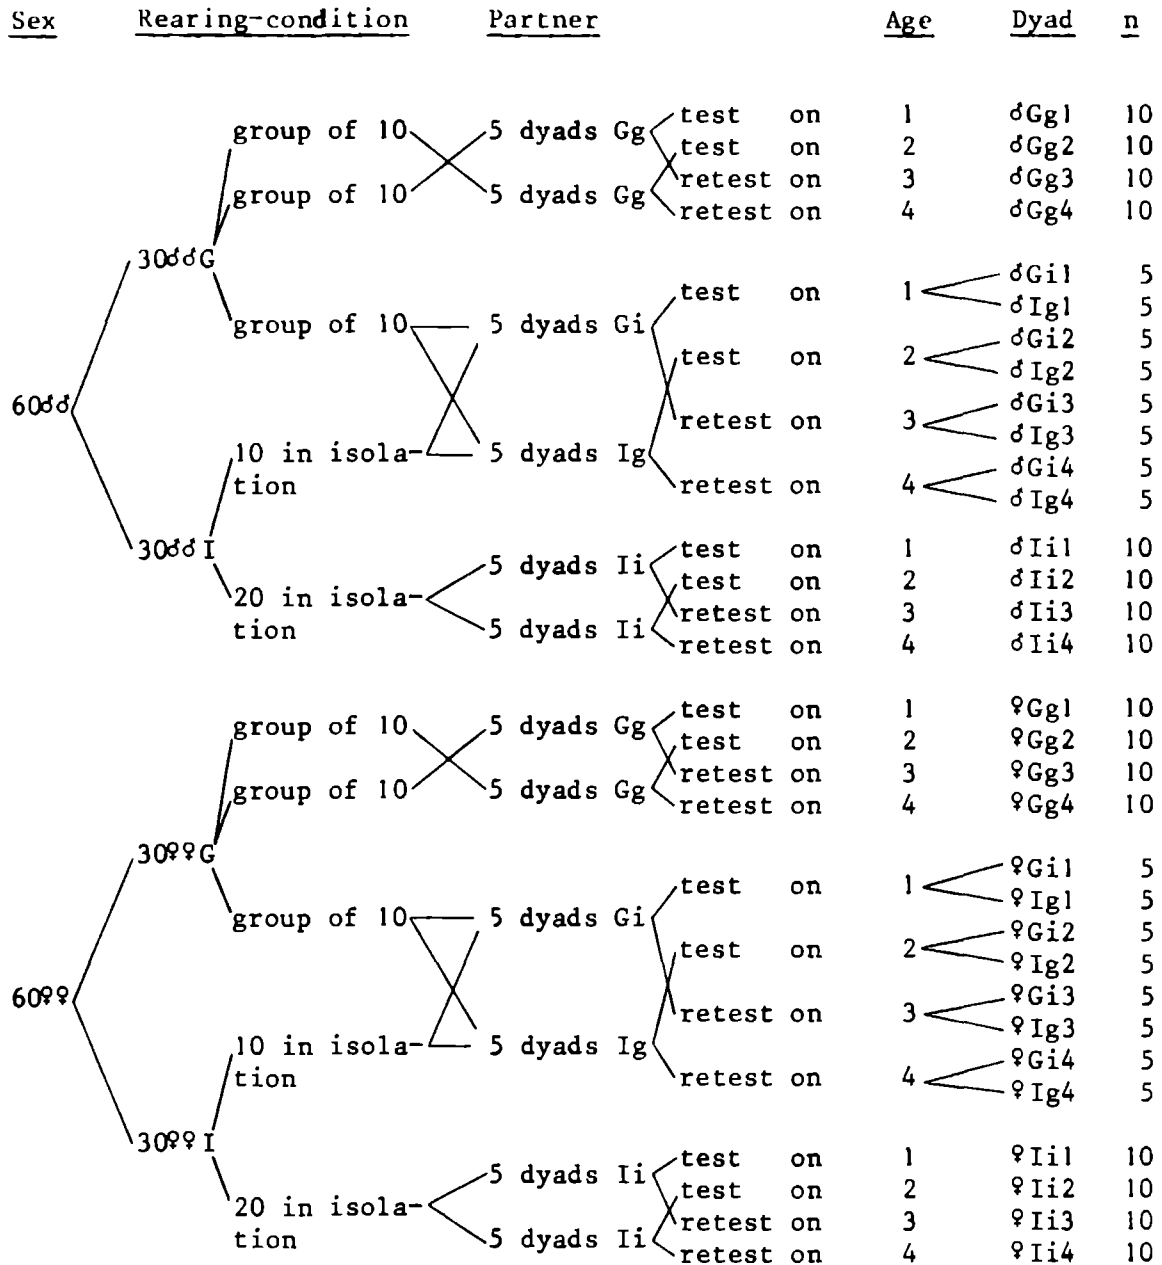 Sex Rearing-condition Partner Age Dyad n
test on 1 ♂Gg1 10
group of 10 5 dyads Gg
test on 2 ♂Gg2 10
retest on 3 ♂Gg3 10
group of 10 5 dyads Gg
retest on 4 ♂Gg4 10
30♂♂G
♂Gi1 5
test on 1
♂Ig1 5
group of 10 5 dyads Gi
♂Gi2 5
test on 2
♂Ig2 5
60♂♂
♂Gi3 5
retest on 3
♂Ig3 5
10 in isola- 5 dyads Ig
tion
♂Gi4 5
retest on 4
♂Ig4 5
30♂♂I
test on 1 ♂Ii1 10
5 dyads Ii
test on 2 ♂Ii2 10
20 in isola-
tion
retest on 3 ♂Ii3 10
5 dyads Ii
retest on 4 ♂Ii4 10
test on 1 ♀Gg1 10
group of 10 5 dyads Gg
test on 2 ♀Gg2 10
retest on 3 ♀Gg3 10
group of 10 5 dyads Gg
retest on 4 ♀Gg4 10
30♀♀G
♀Gi1 5
test on 1
♀Ig1 5
group of 10 5 dyads Gi
♀Gi2 5
test on 2
♀Ig2 5
60♀♀
♀Gi3 5
retest on 3
♀Ig3 5
10 in isola- 5 dyads Ig
tion
♀Gi4 5
retest on 4
♀Ig4 5
30♀♀I
test on 1 ♀Ii1 10
5 dyads Ii
test on 2 ♀Ii2 10
20 in isola-
tion
retest on 3 ♀Ii3 10
5 dyads Ii
retest on 4 ♀Ii4 10